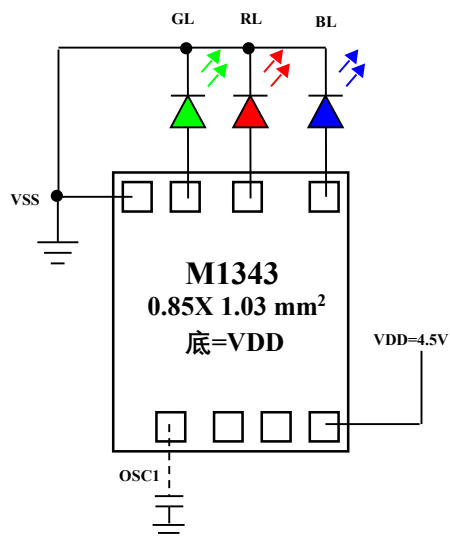 GL RL BL
VSS
M1343
0.85X 1.03 mm²
底=VDD
VDD=4.5V
OSC1